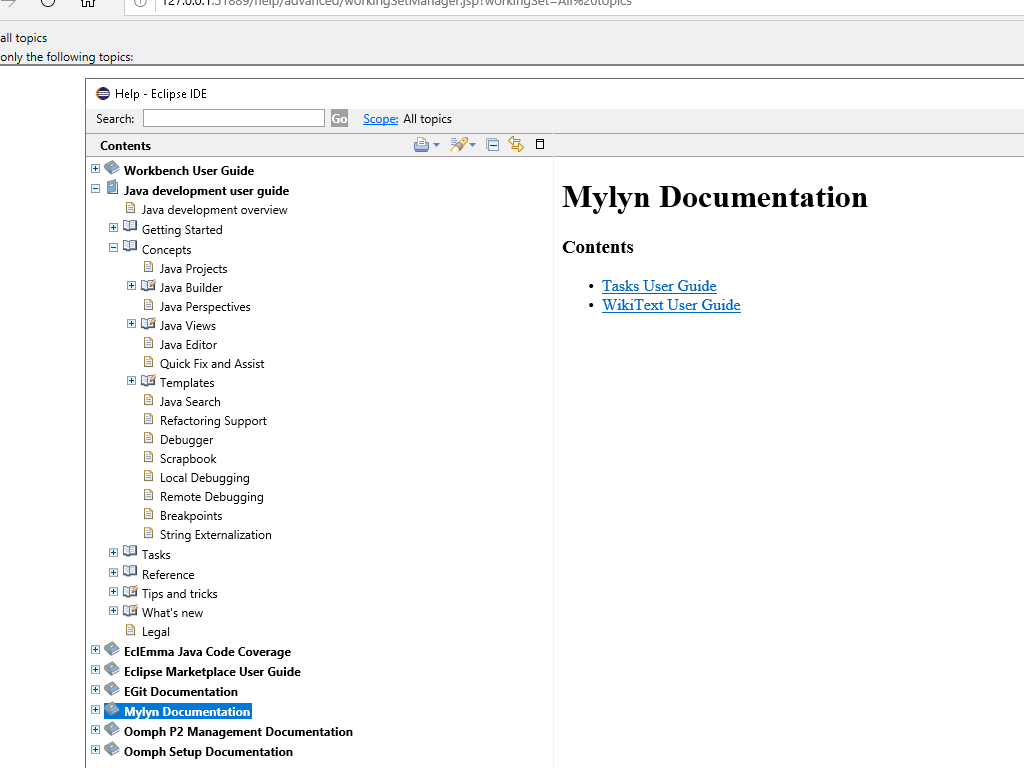 127.0.0.1:51889/help/advanced/workingSetManager.jsp?workingSet=All%20topics
all topics
only the following topics:
Help - Eclipse IDE
Search: Go Scope: All topics
Contents
Workbench User Guide
Java development user guide
Java development overview
Getting Started
Concepts
Java Projects
Java Builder
Java Perspectives
Java Views
Java Editor
Quick Fix and Assist
Templates
Java Search
Refactoring Support
Debugger
Scrapbook
Local Debugging
Remote Debugging
Breakpoints
String Externalization
Tasks
Reference
Tips and tricks
What's new
Legal
EclEmma Java Code Coverage
Eclipse Marketplace User Guide
EGit Documentation
Mylyn Documentation
Oomph P2 Management Documentation
Oomph Setup Documentation
Mylyn Documentation
Contents
• Tasks User Guide
• WikiText User Guide